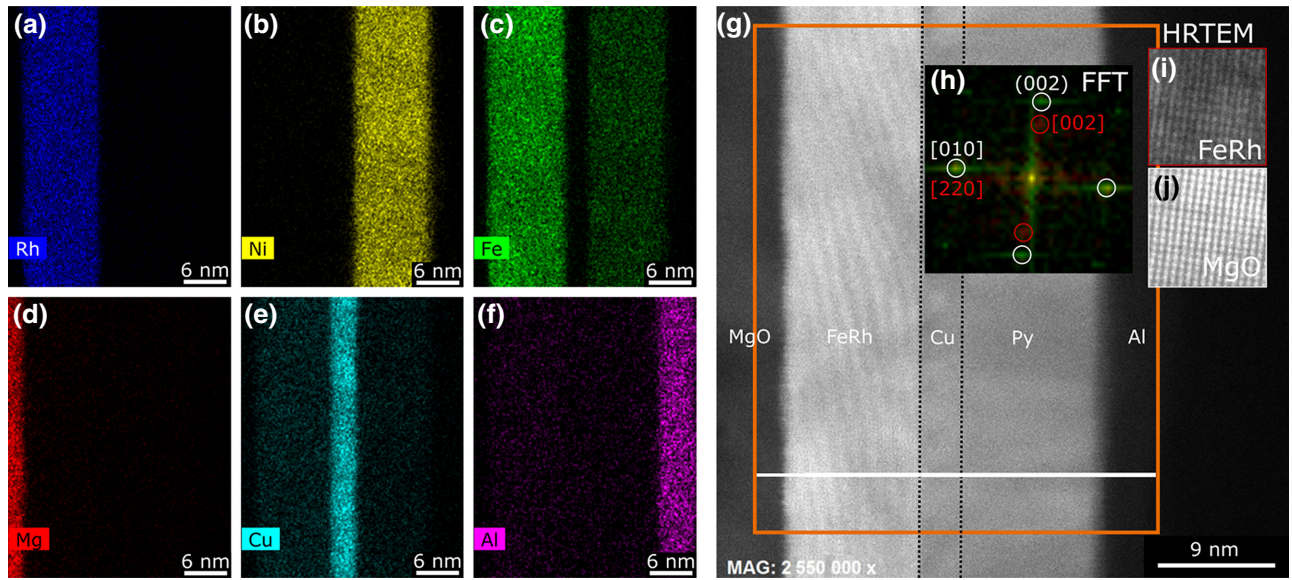 (a)
Rh
6 nm
(b)
Ni
6 nm
(c)
Fe
6 nm
(d)
Mg
6 nm
(e)
Cu
6 nm
(f)
Al
6 nm
(g)
HRTEM
(h)
FFT
(002)
[002]
[010]
[220]
(i)
FeRh
(j)
MgO
MgO FeRh Cu Py Al
MAG: 2 550 000 x
9 nm